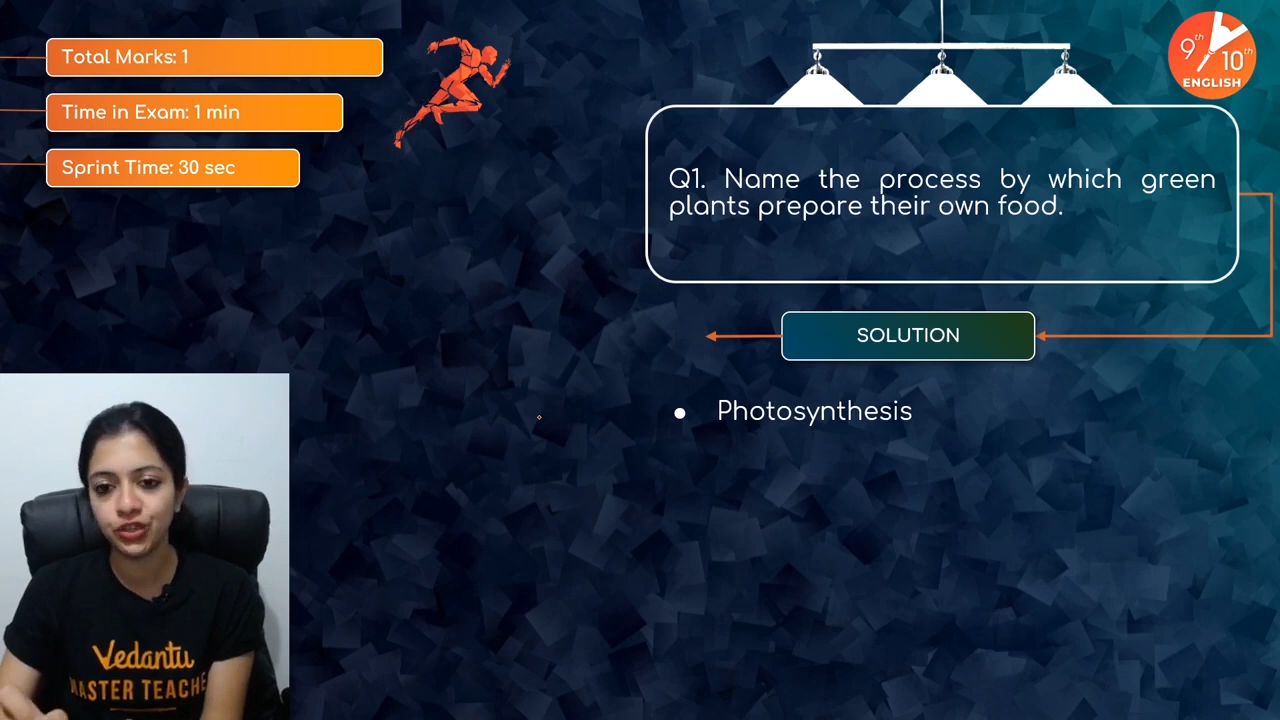 Total Marks: 1
Time in Exam: 1 min
Sprint Time: 30 sec
9th
10th
ENGLISH
Q1. Name the process by which green
plants prepare their own food.
SOLUTION
● Photosynthesis
Vedantu
MASTER TEACHE